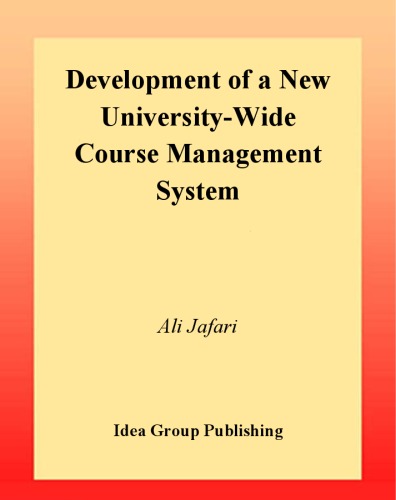 Development of a New
University-Wide
Course Management
System
Ali Jafari
Idea Group Publishing